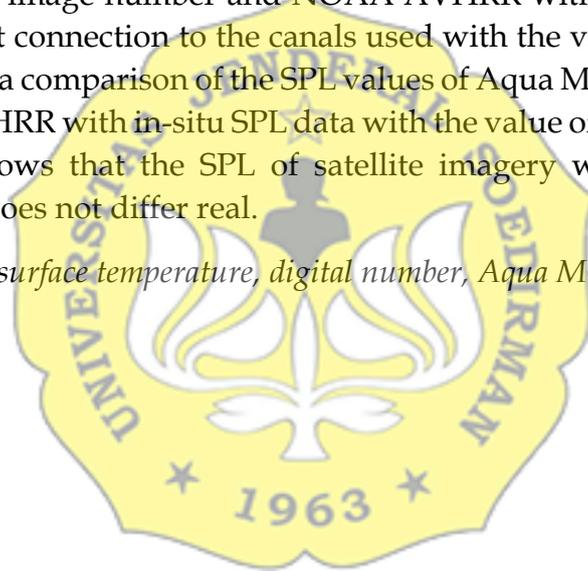 image number and NOAA AVHRR with
t connection to the canals used with the v
a comparison of the SPL values of Aqua M
HRR with in-situ SPL data with the value o
ows that the SPL of satellite imagery w
oes not differ real.
surface temperature, digital number, Aqua M
UNIVERSITAS JENDERAL SOEDIRMAN
1963